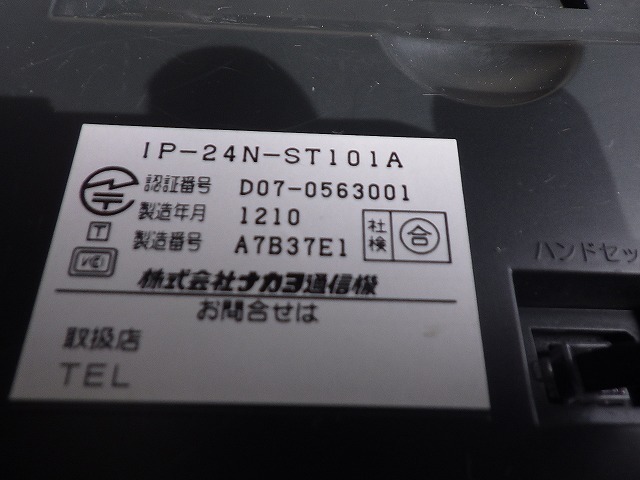 IP-24N-ST101A
認証番号 D07-0563001
T
製造年月 1210
製造番号 A7B37E1
社検 合
株式会社ナカヨ通信機
お問合せは
取扱店
TEL
ハンドセッ